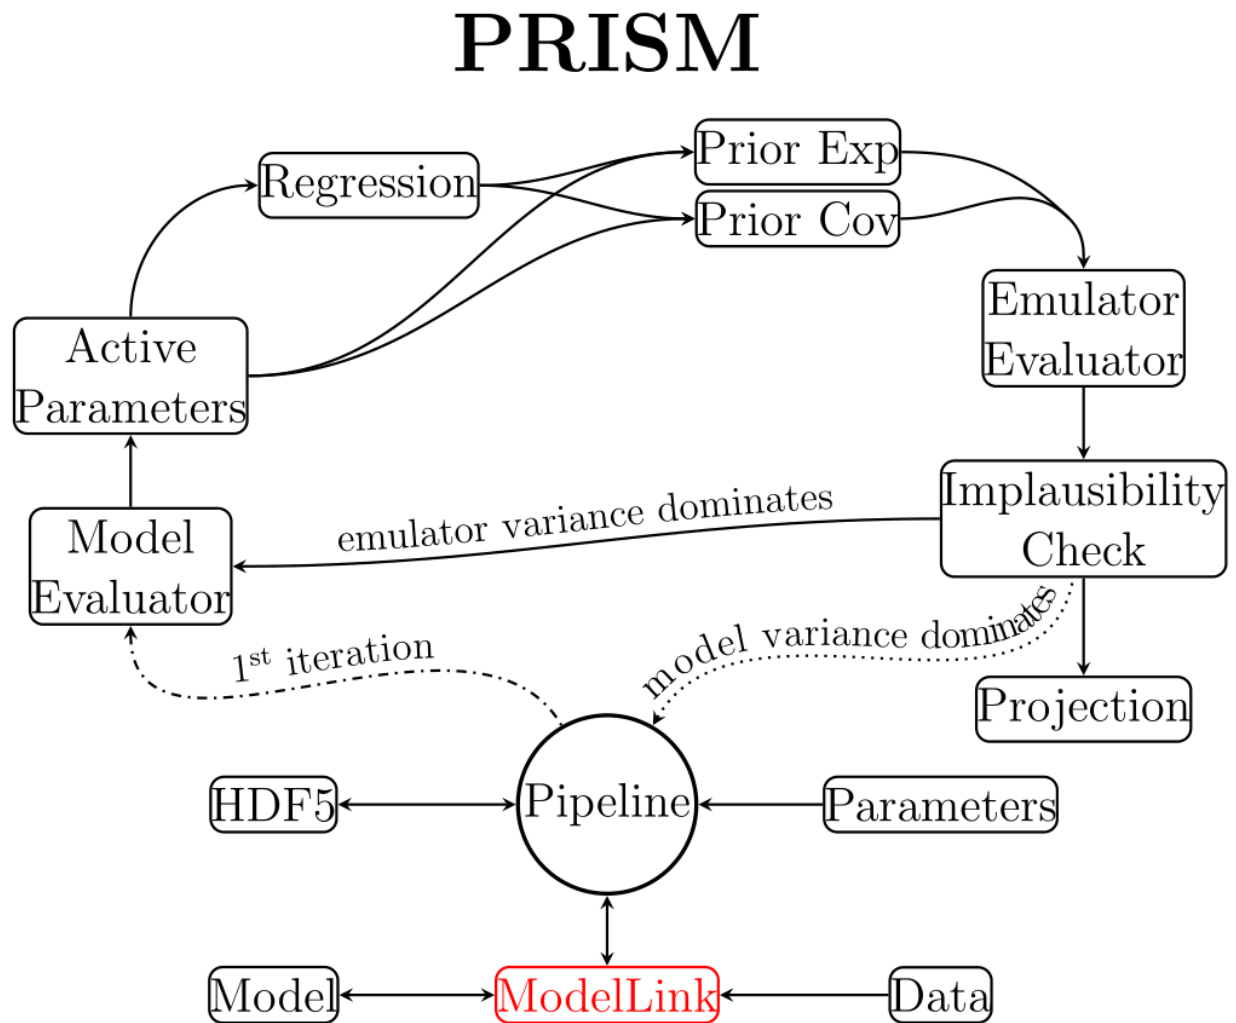 PRISM
Regression
Prior Exp
Prior Cov
Emulator
Evaluator
Active
Parameters
Implausibility
Check
emulator variance dominates
Model
Evaluator
1st iteration
model variance dominates
Projection
HDF5
Pipeline
Parameters
Model
ModelLink
Data